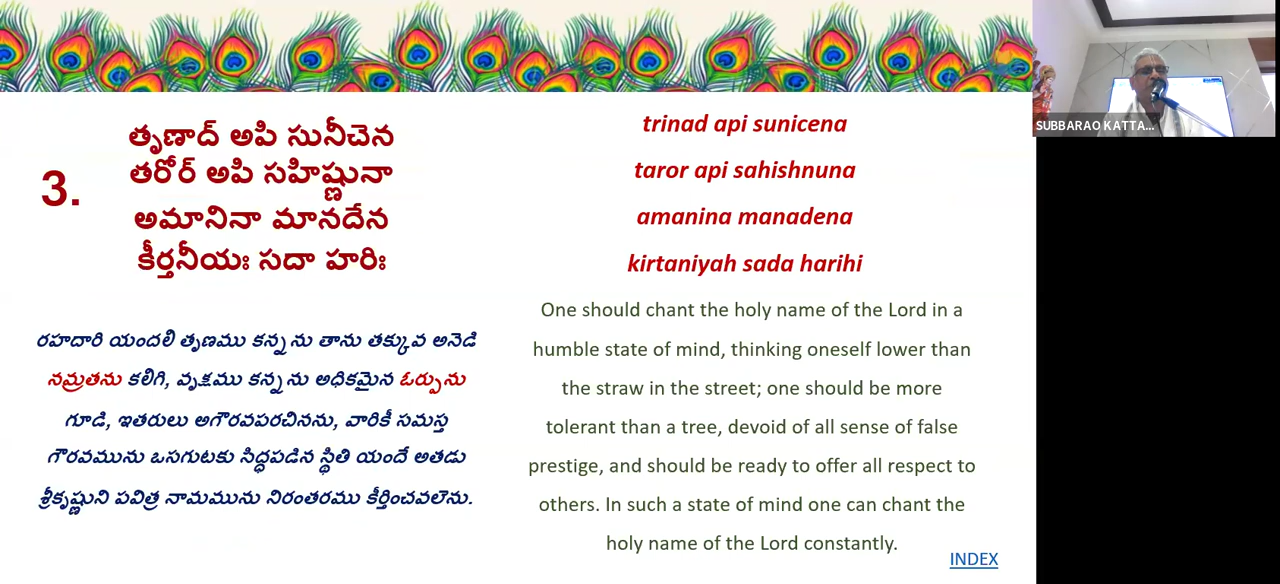 3.
తృణాద్ అపి సునీచెన
తరోర్ అపి సహిష్ణునా
అమానినా మానదేన
కీర్తనీయః సదా హరిః
రహదారి యందలి తృణము కన్నను తాను తక్కువ అనెడి
నమ్రతను కలిగి, వృక్షము కన్నను అధికమైన ఓర్పును
గూడి, ఇతరులు అగౌరవపరచినను, వారికీ సమస్త
గౌరవమును ఒసగుటకు సిద్ధపడిన స్థితి యందే అతడు
శ్రీకృష్ణుని పవిత్ర నామమును నిరంతరము కీర్తించవలెను.
trinad api sunicena
taror api sahishnuna
amanina manadena
kirtaniyah sada harihi
One should chant the holy name of the Lord in a
humble state of mind, thinking oneself lower than
the straw in the street; one should be more
tolerant than a tree, devoid of all sense of false
prestige, and should be ready to offer all respect to
others. In such a state of mind one can chant the
holy name of the Lord constantly.
INDEX
SUBBARAO KATTA...